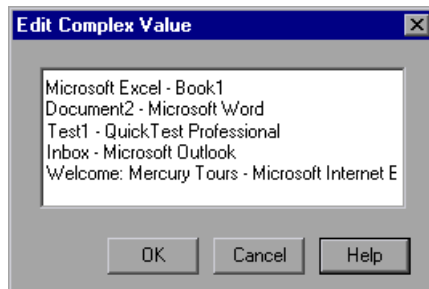 Edit Complex Value
Microsoft Excel - Book1
Document2 - Microsoft Word
Test1 - QuickTest Professional
Inbox - Microsoft Outlook
Welcome: Mercury Tours - Microsoft Internet E
OK Cancel Help